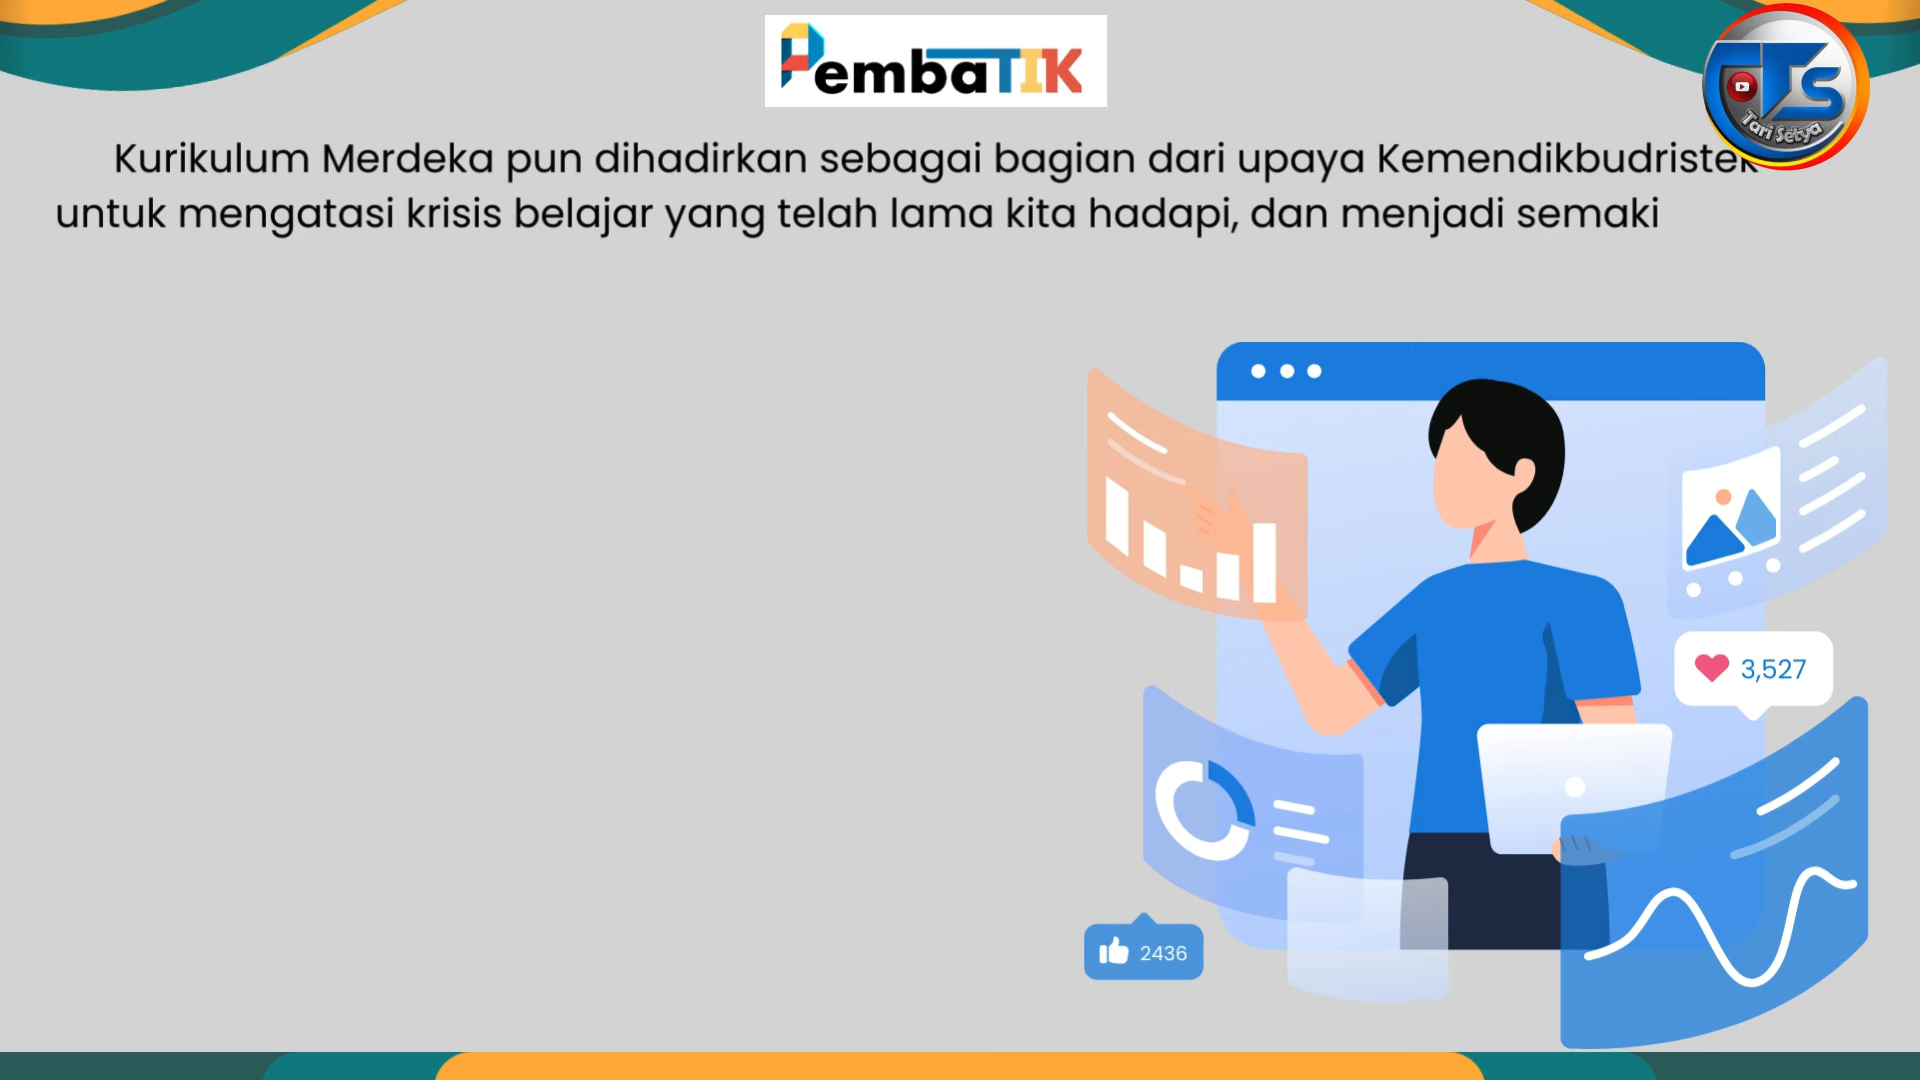 PembaTIK
TS
Tari Setya
Kurikulum Merdeka pun dihadirkan sebagai bagian dari upaya Kemendikbudristek
untuk mengatasi krisis belajar yang telah lama kita hadapi, dan menjadi semaki
3,527
2436